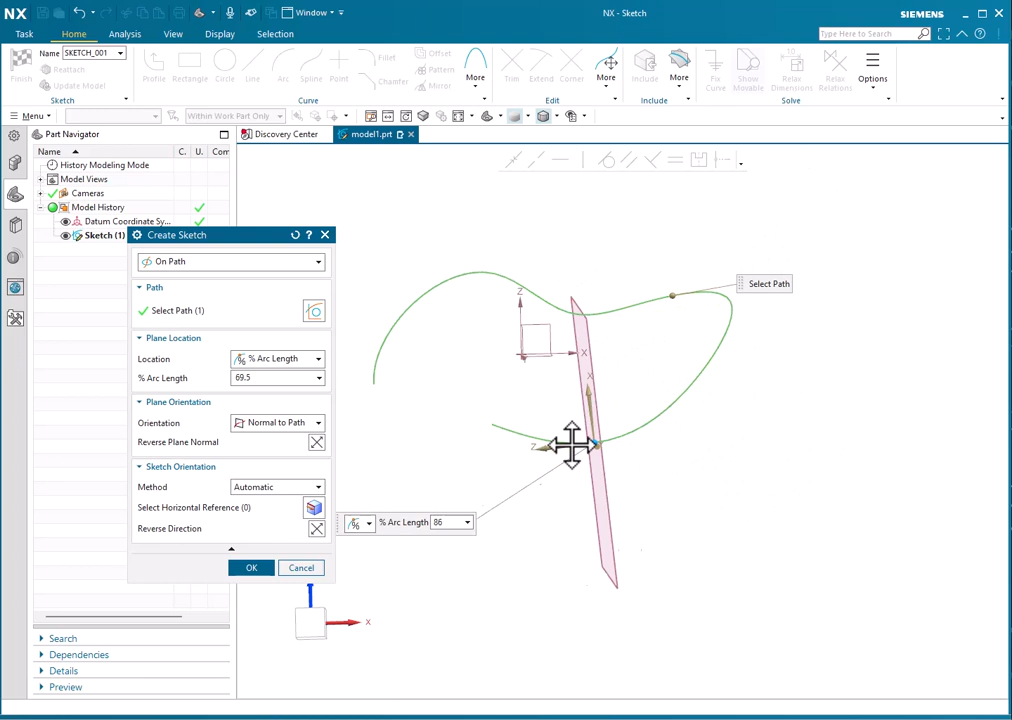 NX
Window
NX - Sketch
SIEMENS
Task
Home
Analysis
View
Display
Selection
Type Here to Search
Finish
Name SKETCH_001
Reattach
Update Model
Profile
Rectangle
Circle
Line
Arc
Spline
Point
Fillet
Chamfer
Offset
Pattern
Mirror
More
Trim
Extend
Corner
More
Include
More
Fix Curve
Show Movable
Relax Dimensions
Relax Relations
Options
Sketch
Curve
Edit
Include
Solve
Menu
Within Work Part Only
Part Navigator
Discovery Center
model1.prt
Name
C.
U.
Com
History Modeling Mode
Model Views
Cameras
Model History
Datum Coordinate Sy...
Sketch (1)
Create Sketch
On Path
Path
Select Path (1)
Plane Location
Location
% Arc Length
% Arc Length
69.5
Plane Orientation
Orientation
Normal to Path
Reverse Plane Normal
Sketch Orientation
Method
Automatic
Select Horizontal Reference (0)
Reverse Direction
OK
Cancel
Select Path
Z
X
X
Z
% Arc Length 86
X
Search
Dependencies
Details
Preview